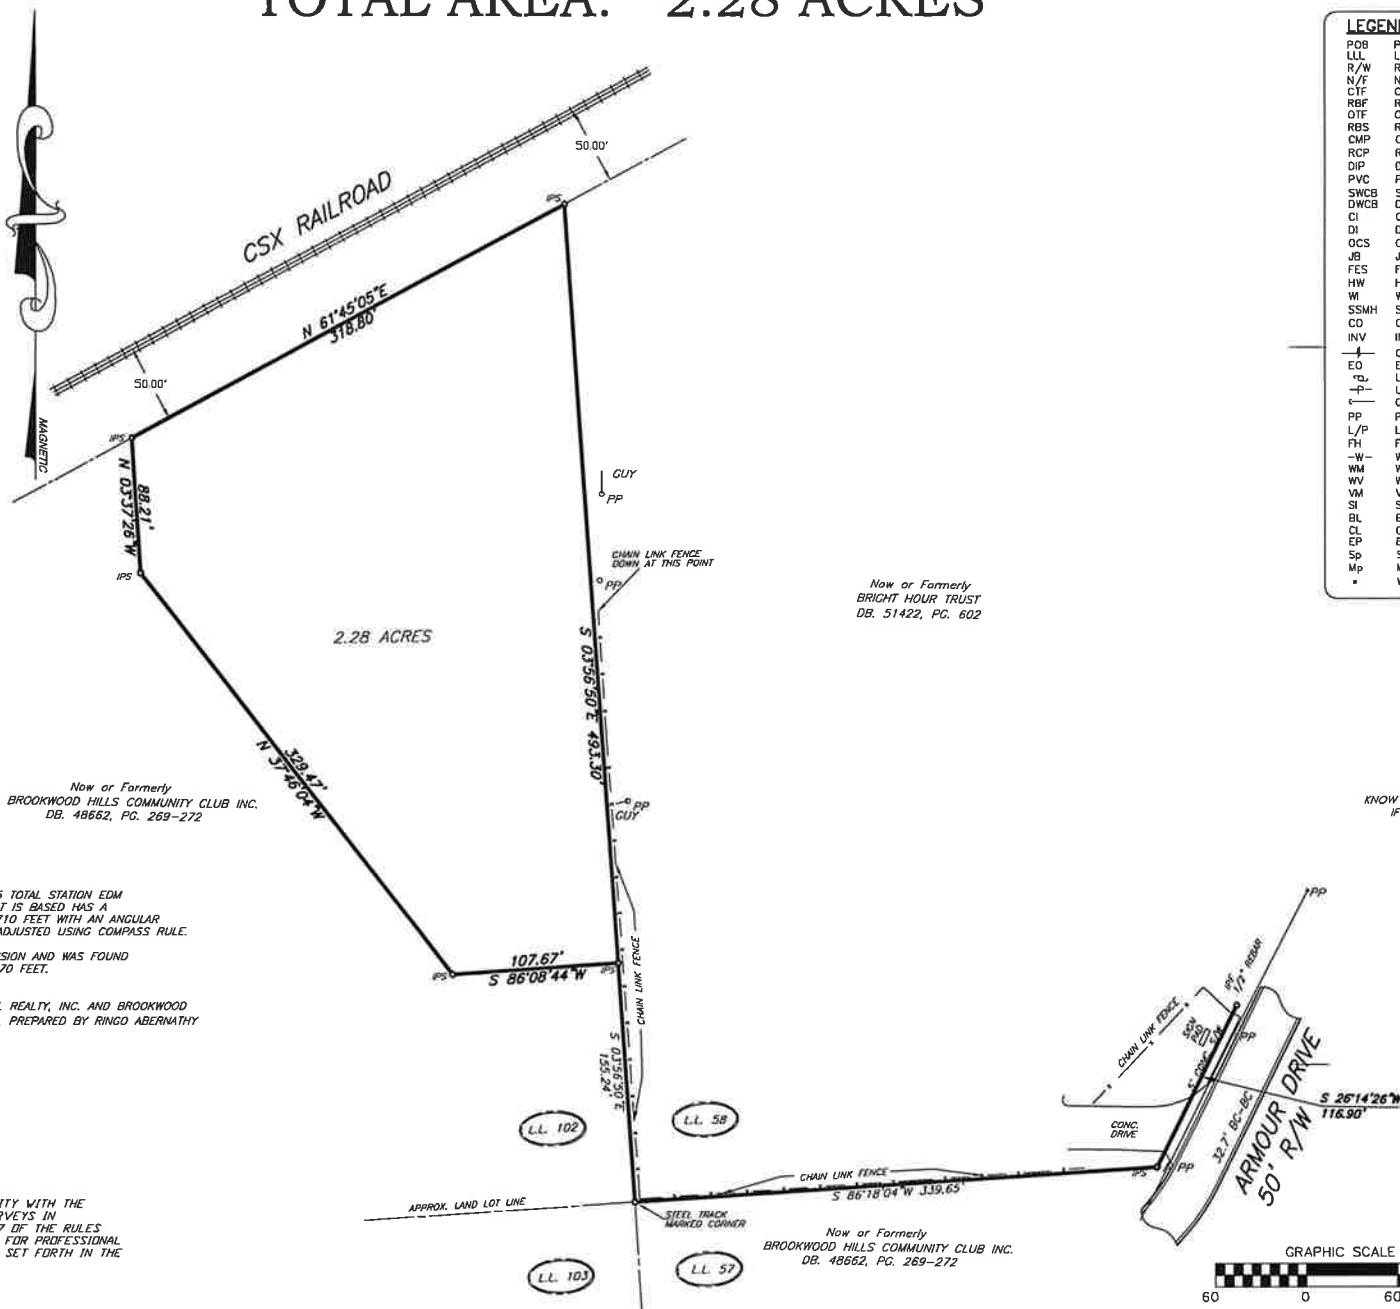 TOTAL AREA: 2.28 ACRES
LEGEN
POB P
LLL L
R/W R
N/F N
CTF C
RBF R
OTF O
RBS R
CMP C
RCP R
DIP D
PVC P
SWCB S
DWCB D
CI C
DI D
OCS O
JB J
FES F
HW H
WI W
SSMH S
CO C
INV I
EO E
PP P
L/P L
FH F
-W- W
WM W
WV W
VM V
SI S
BL B
CL C
EP E
Sp S
Mp M
MAGNETIC
CSX RAILROAD
50.00'
50.00'
IPS
N 61°45'05"E
318.80'
IPS
88.21'
N 03°37'26"W
IPS
GUY
PP
CHAIN LINK FENCE
DOWN AT THIS POINT
PP
Now or Formerly
BRIGHT HOUR TRUST
DB. 51422, PG. 602
2.28 ACRES
S 03°56'50"E 493.30'
329.47'
N 37°46'04"W
Now or Formerly
BROOKWOOD HILLS COMMUNITY CLUB INC.
DB. 48662, PG. 269-272
PP
GUY
KNOW
IF
TOTAL STATION EDM
T IS BASED HAS A
710 FEET WITH AN ANGULAR
ADJUSTED USING COMPASS RULE.
SION AND WAS FOUND
70 FEET.
REALTY, INC. AND BROOKWOOD
PREPARED BY RINGO ABERNATHY
107.67'
S 86°08'44"W
IPS
IPS
CHAIN LINK FENCE
S 03°56'50"E
155.24'
PP
IPF
1/2" REBAR
CHAIN LINK FENCE
SIGN
PAD
5' CONC. S/W
PP
CONC.
DRIVE
32.7' BC-BC
ARMOUR DRIVE
50' R/W
S 26°14'26"W
116.90'
L.L. 102
L.L. 58
IPS
PP
CHAIN LINK FENCE
S 86°18'04"W 339.65'
APPROX. LAND LOT LINE
STEEL TRACK
MARKED CORNER
Now or Formerly
BROOKWOOD HILLS COMMUNITY CLUB INC.
DB. 48662, PG. 269-272
L.L. 103
L.L. 57
ITY WITH THE
RVEYS IN
7 OF THE RULES
FOR PROFESSIONAL
SET FORTH IN THE
GRAPHIC SCALE
60 0 60